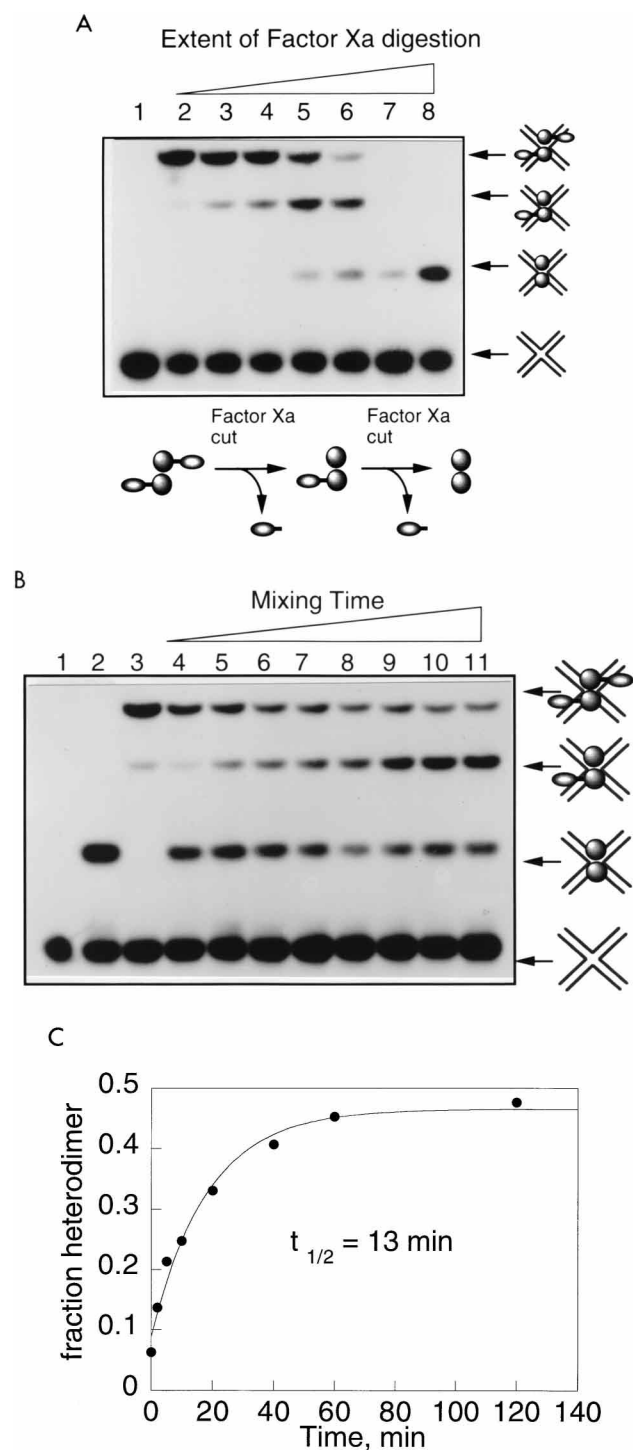 A
Extent of Factor Xa digestion
1 2 3 4 5 6 7 8
Factor Xa cut
Factor Xa cut
B
Mixing Time
1 2 3 4 5 6 7 8 9 10 11
C
fraction heterodimer
0.5
0.4
0.3
0.2
0.1
0
t 1/2 = 13 min
0 20 40 60 80 100 120 140
Time, min